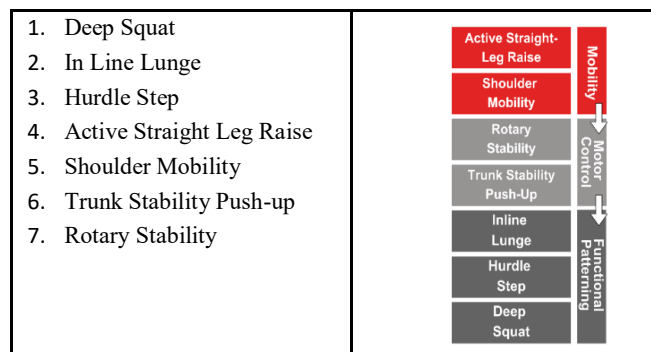 1. Deep Squat
2. In Line Lunge
3. Hurdle Step
4. Active Straight Leg Raise
5. Shoulder Mobility
6. Trunk Stability Push-up
7. Rotary Stability
Active Straight-
Leg Raise
Shoulder
Mobility
Mobility
Rotary
Stability
Trunk Stability
Push-Up
Motor
Control
Inline
Lunge
Hurdle
Step
Deep
Squat
Functional
Patterning